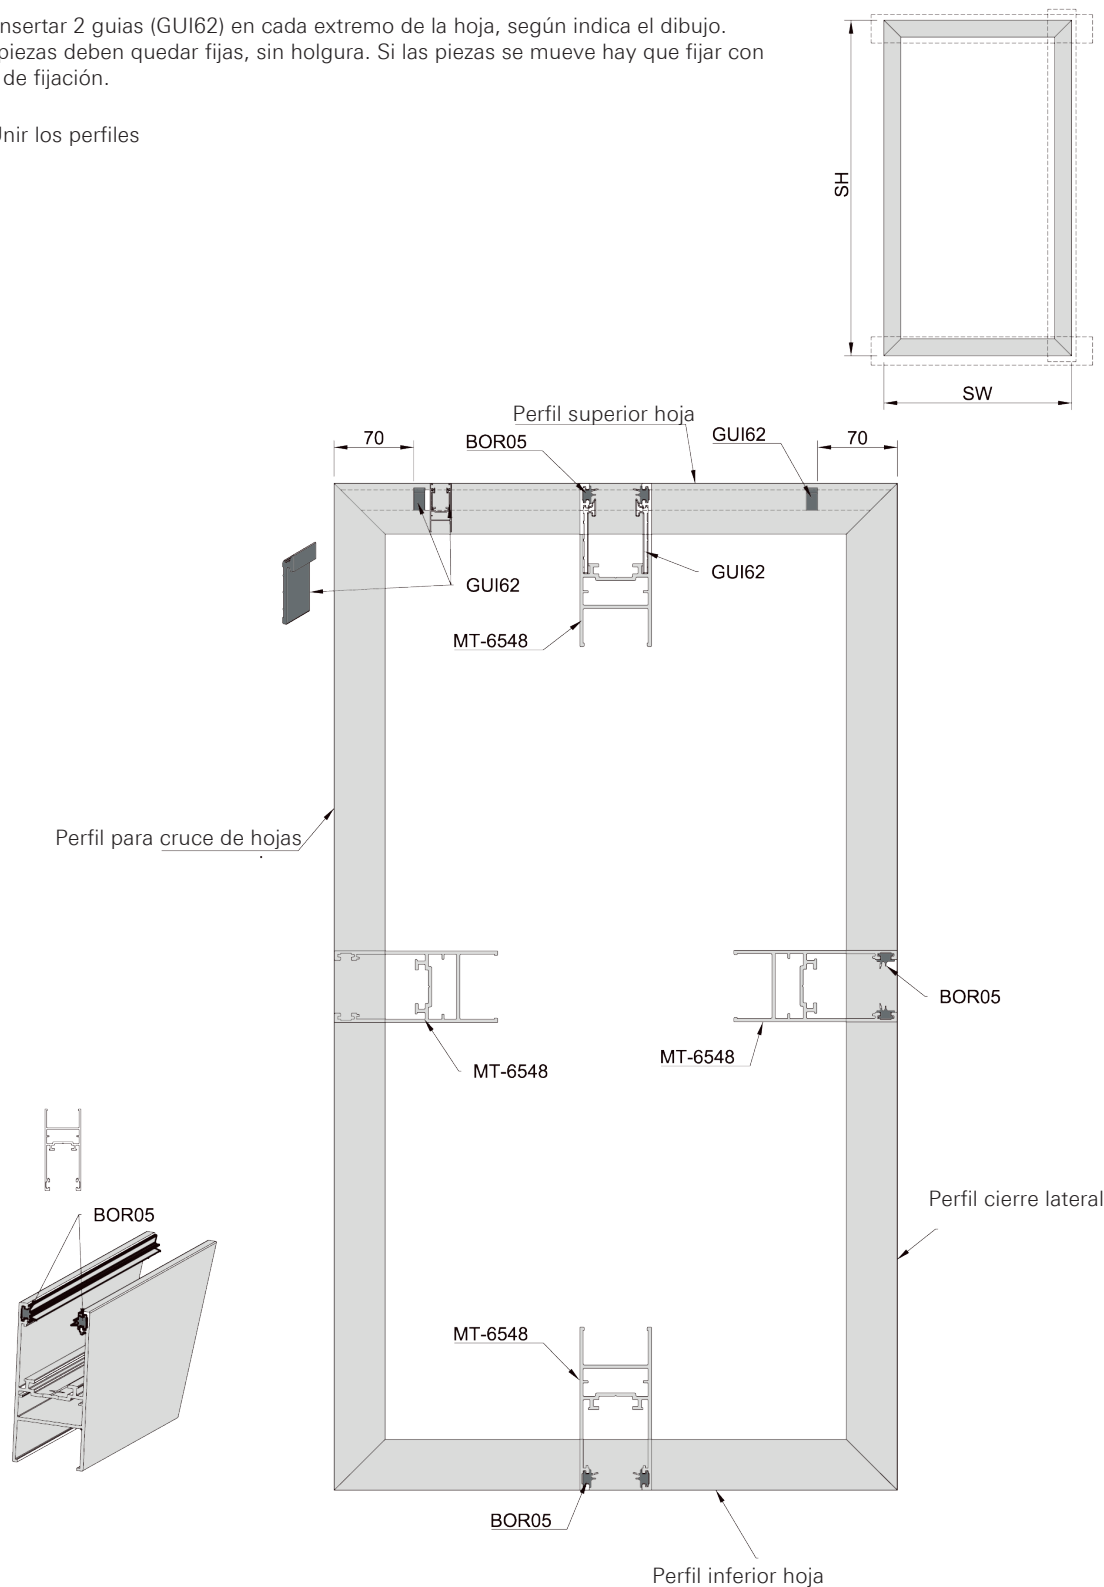 nsertar 2 guias (GUI62) en cada extremo de la hoja, según indica el dibujo.
piezas deben quedar fijas, sin holgura. Si las piezas se mueve hay que fijar con
de fijación.
Unir los perfiles
SH
SW
Perfil superior hoja
70
BOR05
GUI62
70
GUI62
GUI62
MT-6548
Perfil para cruce de hojas
BOR05
MT-6548
MT-6548
BOR05
Perfil cierre lateral
MT-6548
BOR05
Perfil inferior hoja